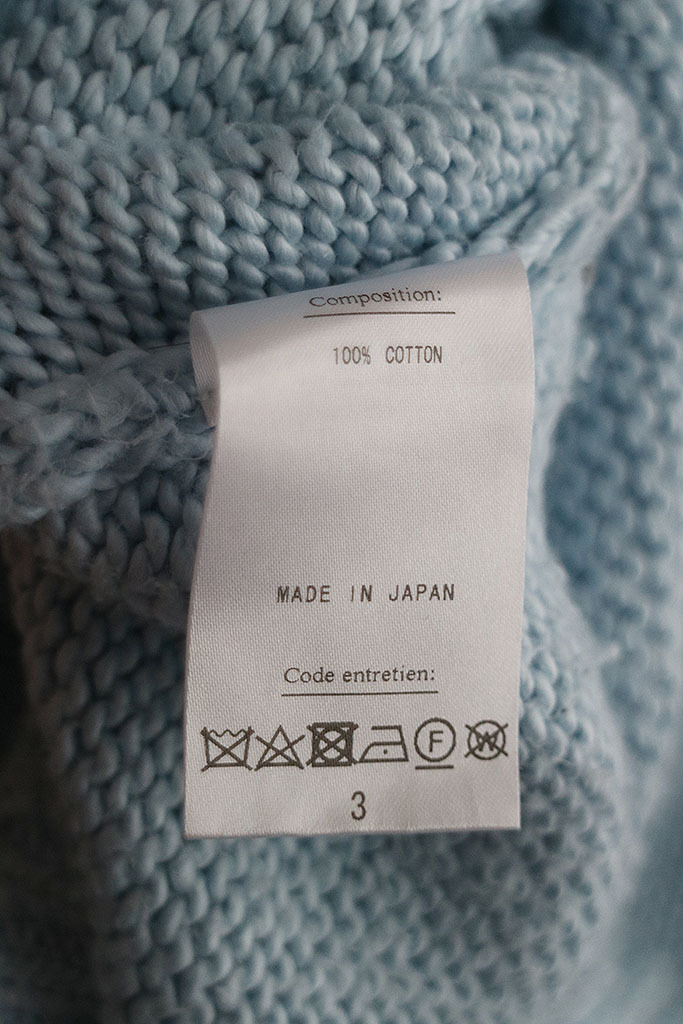 Composition:
100% COTTON
MADE IN JAPAN
Code entretien:
F W
3